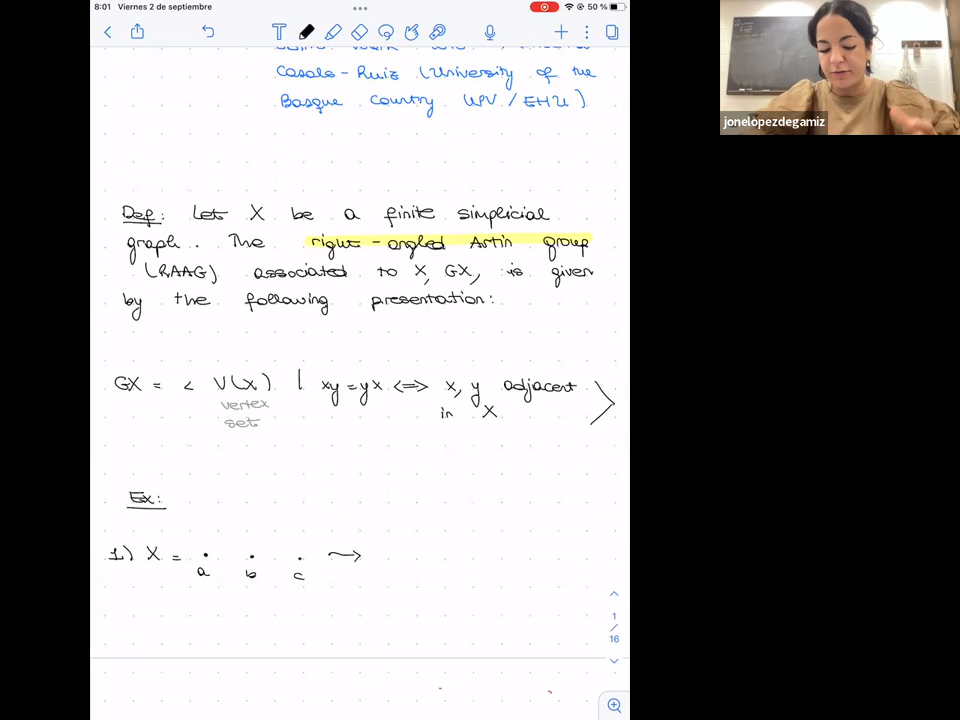 8:01 Viernes 2 de septiembre
50 %
Casals-Ruiz (University of the
Basque Country UPV / EHU)
Def: Let X be a finite simplicial
graph. The right-angled Artin group
(RAAG) associated to X, GX, is given
by the following presentation:
GX = < V(X) | xy = yx <=> x, y adjacent
in X >
vertex
set
Ex:
1) X = . . . ⟿
a b c
1
/
16
jonelopezdegamiz